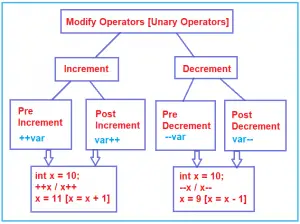 Modify Operators [Unary Operators]
Increment
Decrement
Pre
Increment
++var
Post
Increment
var++
Pre
Decrement
--var
Post
Decrement
var--
int x = 10;
++x / x++
x = 11 [x = x + 1]
int x = 10;
--x / x--
x = 9 [x = x - 1]